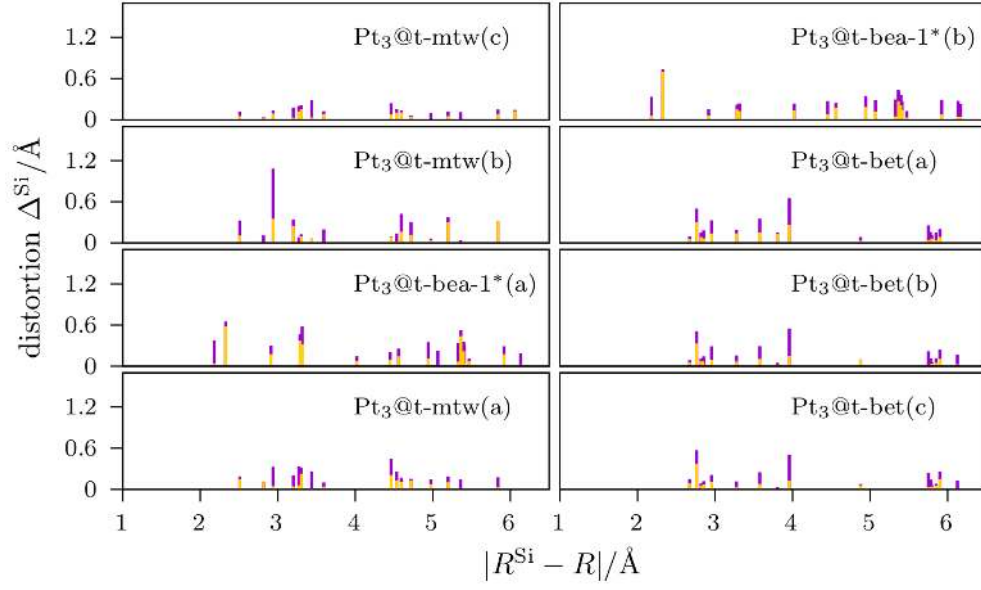 1.2
0.6
0
Pt₃@t-mtw(c)
Pt₃@t-bea-1*(b)
1.2
0.6
0
Pt₃@t-mtw(b)
Pt₃@t-bet(a)
1.2
0.6
0
Pt₃@t-bea-1*(a)
Pt₃@t-bet(b)
1.2
0.6
0
Pt₃@t-mtw(a)
Pt₃@t-bet(c)
distortion Δ^Si/Å
1 2 3 4 5 6 1 2 3 4 5 6
|R^Si − R|/Å